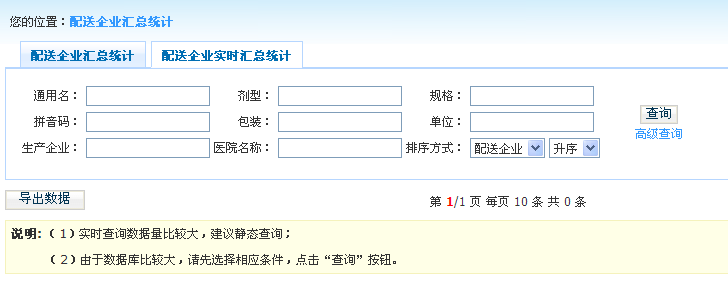 您的位置：配送企业汇总统计
配送企业汇总统计 配送企业实时汇总统计
通用名： 剂型： 规格：
拼音码： 包装： 单位： 查询
高级查询
生产企业： 医院名称： 排序方式： 配送企业 升序
导出数据 第 1/1 页 每页 10 条 共 0 条
说明：（1）实时查询数据量比较大，建议静态查询；
（2）由于数据库比较大，请先选择相应条件，点击“查询”按钮。